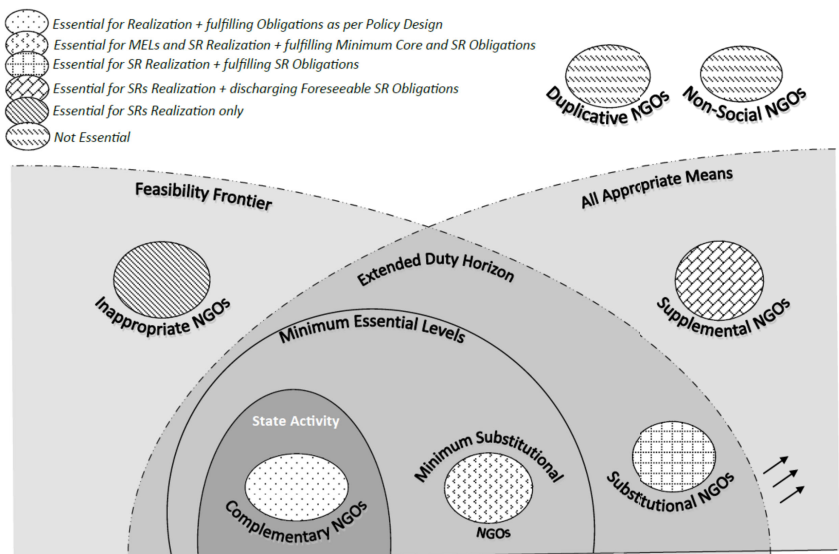 Essential for Realization + fulfilling Obligations as per Policy Design
Essential for MELs and SR Realization + fulfilling Minimum Core and SR Obligations
Essential for SR Realization + fulfilling SR Obligations
Essential for SRs Realization + discharging Foreseeable SR Obligations
Essential for SRs Realization only
Not Essential
Duplicative NGOs
Non-Social NGOs
Feasibility Frontier
All Appropriate Means
Extended Duty Horizon
Inappropriate NGOs
Supplemental NGOs
Minimum Essential Levels
State Activity
Complementary NGOs
Minimum Substitutional
NGOs
Substitutional NGOs